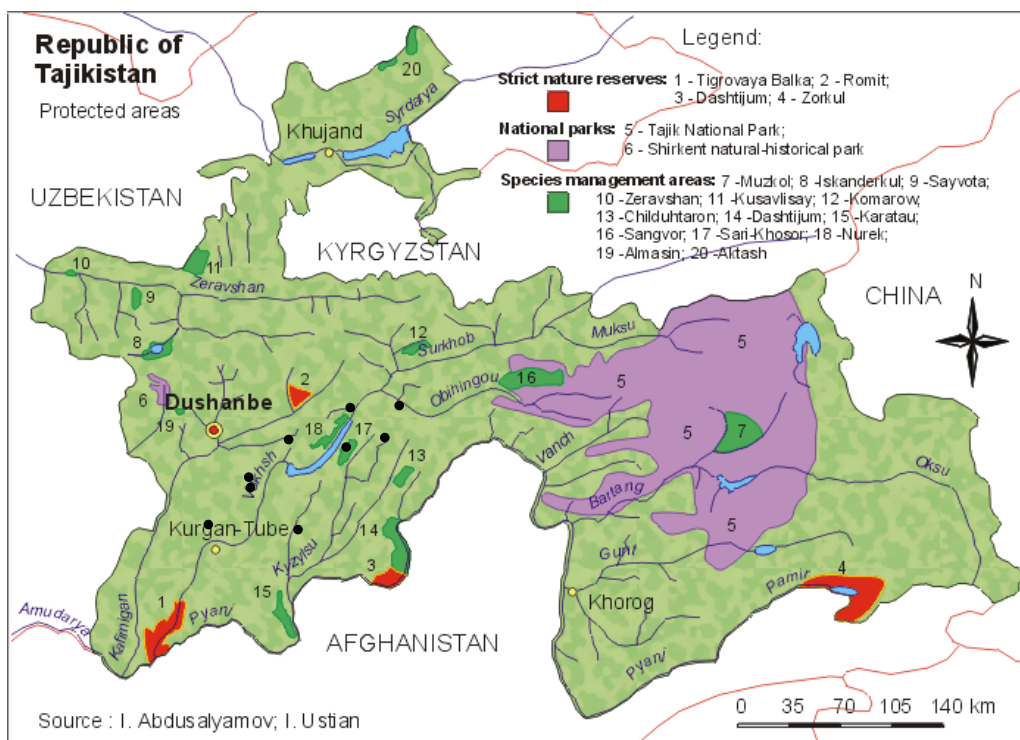 Republic of
Tajikistan
Protected areas
Legend:
Strict nature reserves: 1 - Tigrovaya Balka; 2 - Romit;
3 - Dashtijum; 4 - Zorkul
National parks: 5 - Tajik National Park;
6 - Shirkent natural-historical park
Species management areas: 7 -Muzkol; 8 -Iskanderkul; 9 -Sayvota;
10 -Zeravshan; 11 -Kusavlisay; 12 -Komarow;
13 -Childuhtaron; 14 -Dashtijum; 15 -Karatau;
16 -Sangvor; 17 -Sari-Khosor; 18 -Nurek;
19 -Almasin; 20 -Aktash
20
Syrdarya
Khujand
UZBEKISTAN
KYRGYZSTAN
CHINA
N
10
11
Zeravshan
9
8
12
Surkhob
Muksu
5
6
2
Obihingou
16
5
Dushanbe
19
18
17
5
7
Vanch
13
Vakhsh
Bartang
Oksu
Kurgan-Tube
14
5
Kyzylsu
Gunt
3
4
15
1
Pyanj
Khorog
Pamir
Amudarya
Kafirnigan
AFGHANISTAN
Pyanj
Source : I. Abdusalyamov; I. Ustian
0 35 70 105 140 km